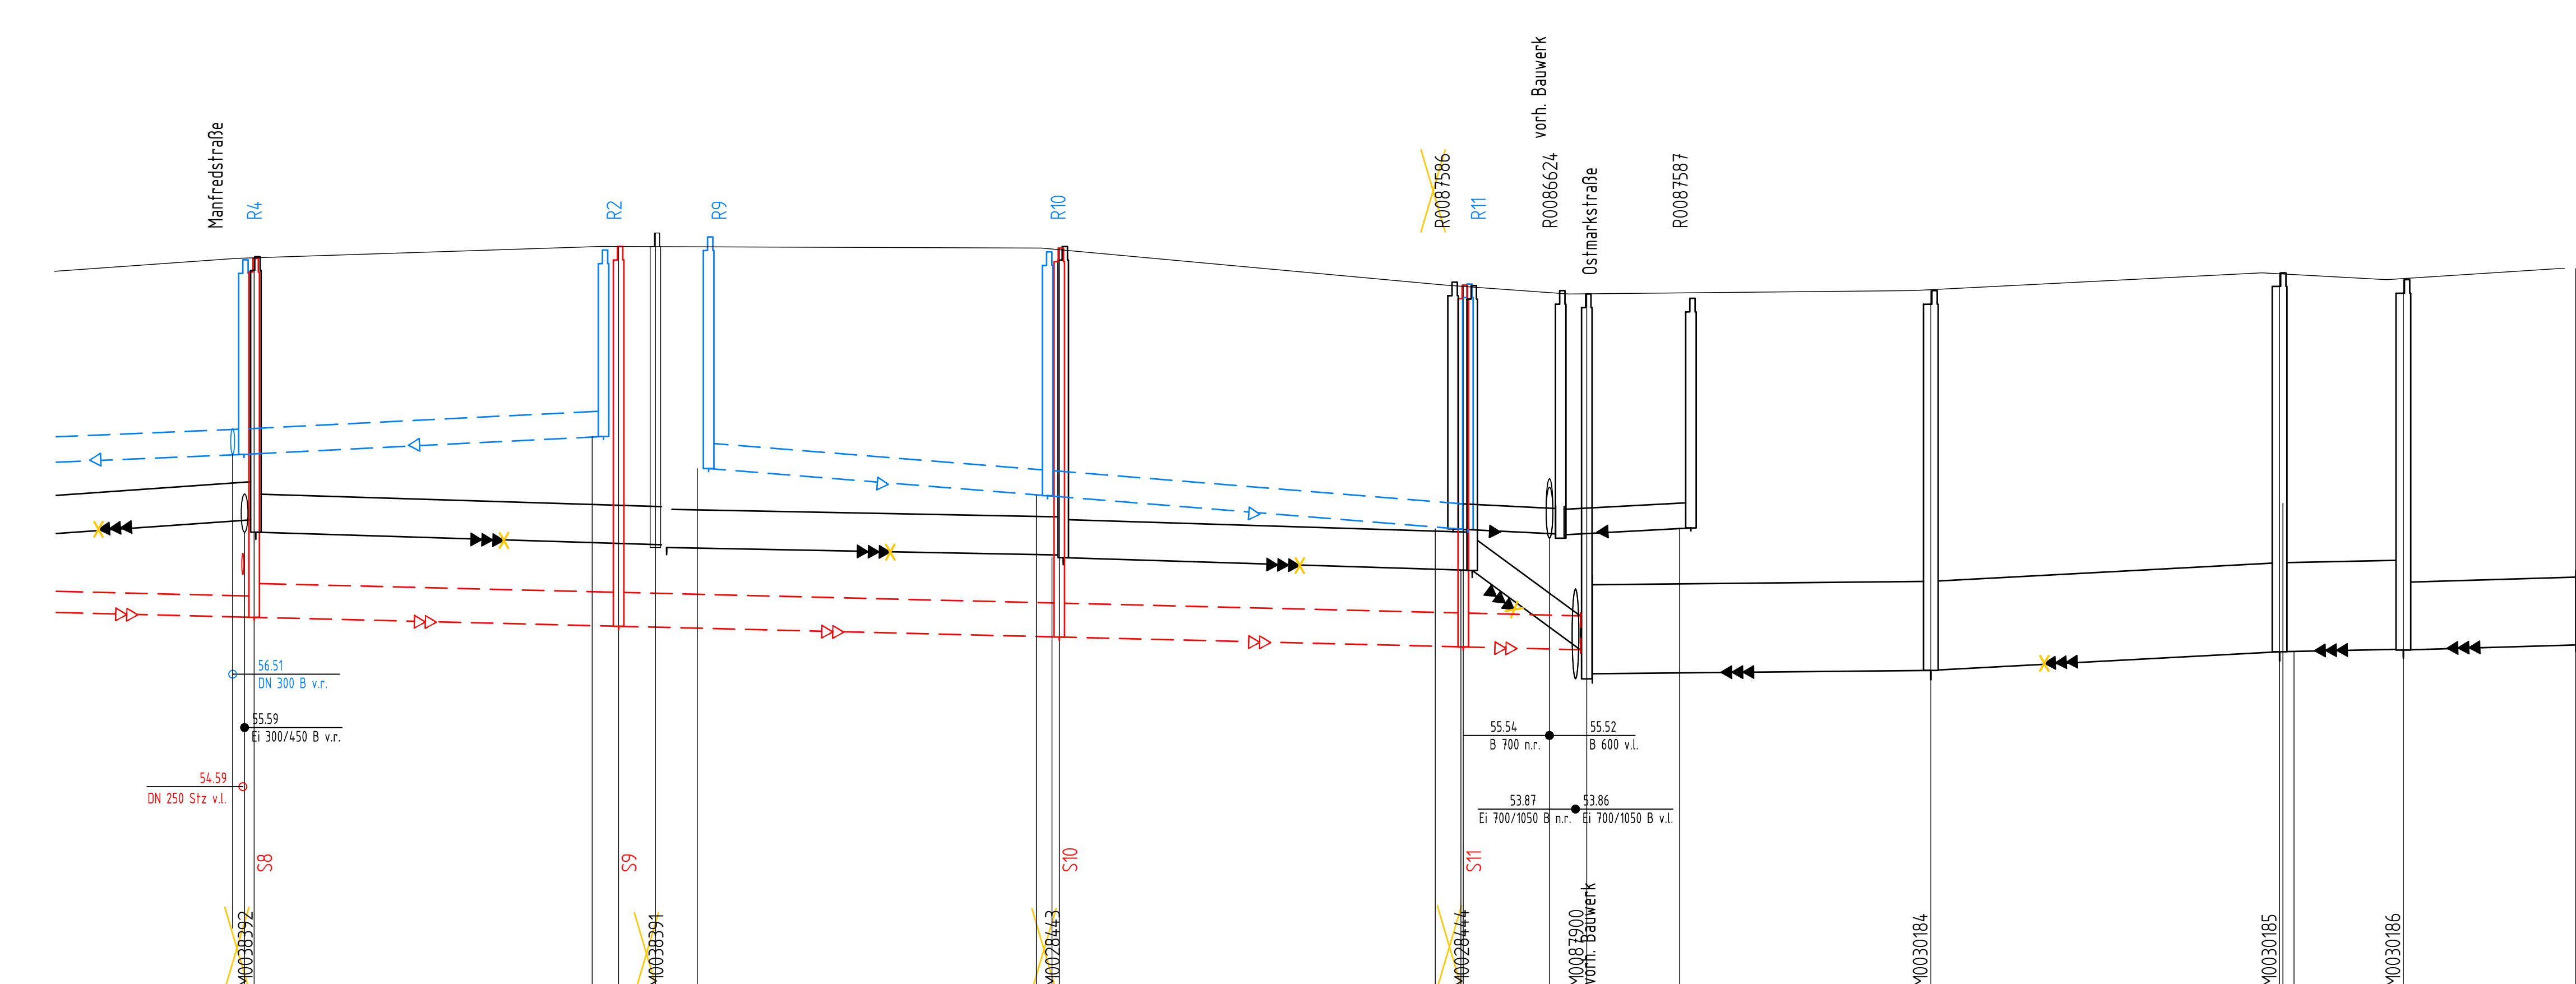 vorh. Bauwerk
Manfredstraße
R4
R2
R9
R10
R0087586
R11
R0086624
Ostmarkstraße
R0087587
56.51
DN 300 B v.r.
55.59
Ei 300/450 B v.r.
54.59
DN 250 Stz v.l.
55.54
55.52
B 700 n.r.
B 600 v.l.
53.87
53.86
Ei 700/1050 B n.r.
Ei 700/1050 B v.l.
S8
S9
S10
S11
M0038392
M0038391
M0028443
M0028444
M0087900
vorh. Bauwerk
M0030184
M0030185
M0030186